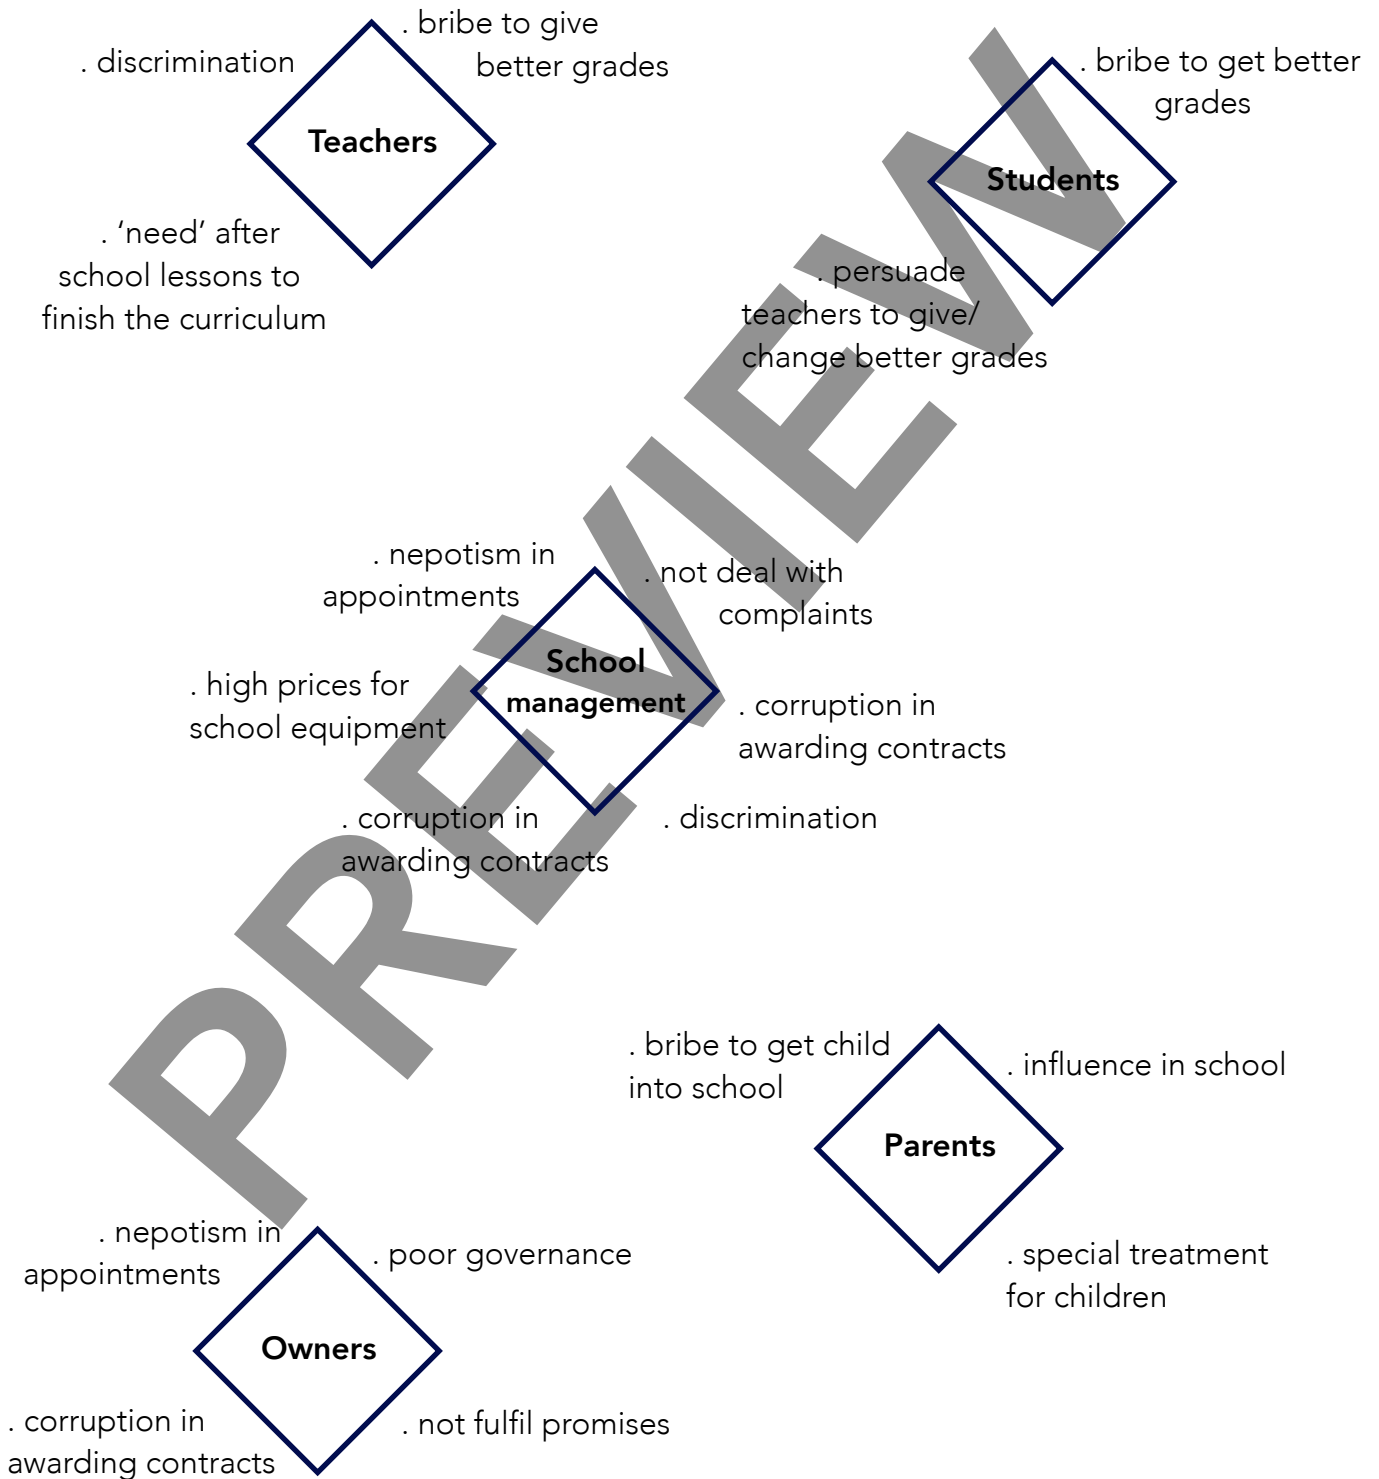 . discrimination
. bribe to give
better grades
Teachers
. 'need' after
school lessons to
finish the curriculum
. bribe to get better
grades
Students
. persuade
teachers to give/
change better grades
. nepotism in
appointments
. not deal with
complaints
School
management
. high prices for
school equipment
. corruption in
awarding contracts
. corruption in
awarding contracts
. discrimination
. bribe to get child
into school
. influence in school
Parents
. special treatment
for children
. nepotism in
appointments
. poor governance
Owners
. corruption in
awarding contracts
. not fulfil promises
PREVIEW